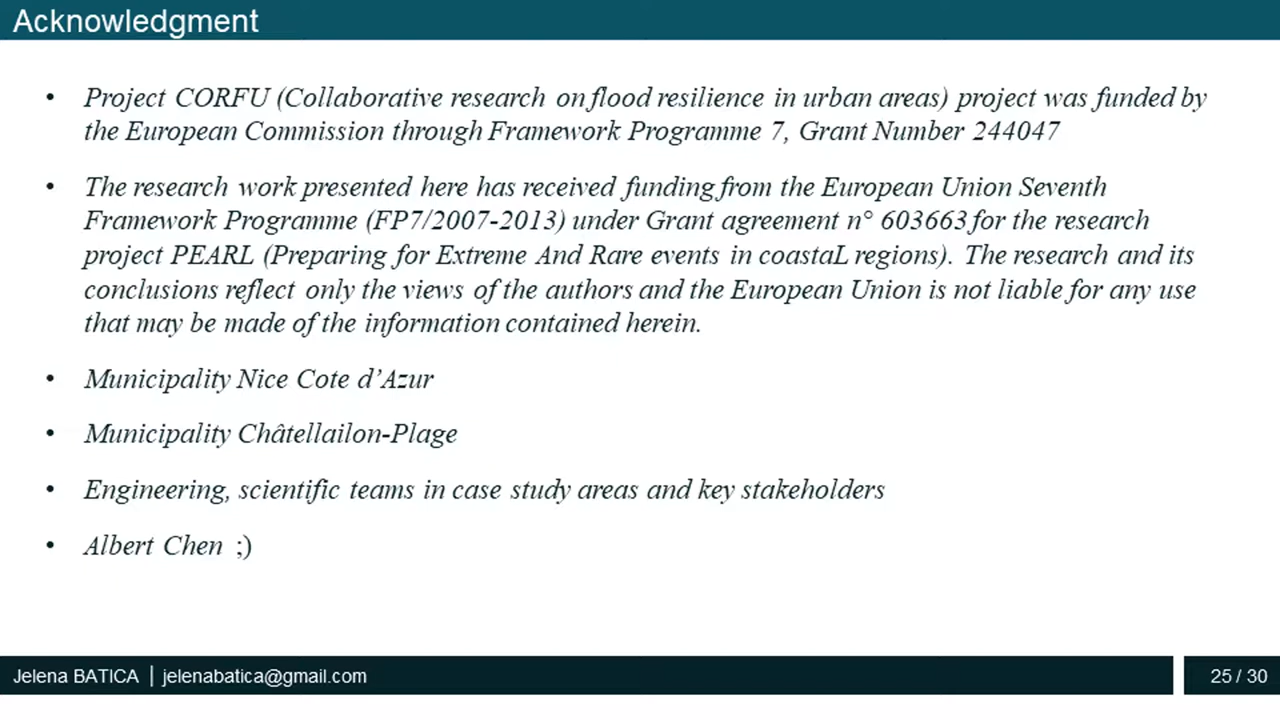 Acknowledgment
• Project CORFU (Collaborative research on flood resilience in urban areas) project was funded by
the European Commission through Framework Programme 7, Grant Number 244047
• The research work presented here has received funding from the European Union Seventh
Framework Programme (FP7/2007-2013) under Grant agreement n° 603663 for the research
project PEARL (Preparing for Extreme And Rare events in coastaL regions). The research and its
conclusions reflect only the views of the authors and the European Union is not liable for any use
that may be made of the information contained herein.
• Municipality Nice Cote d’Azur
• Municipality Châtellailon-Plage
• Engineering, scientific teams in case study areas and key stakeholders
• Albert Chen ;)
Jelena BATICA | jelenabatica@gmail.com
25 / 30